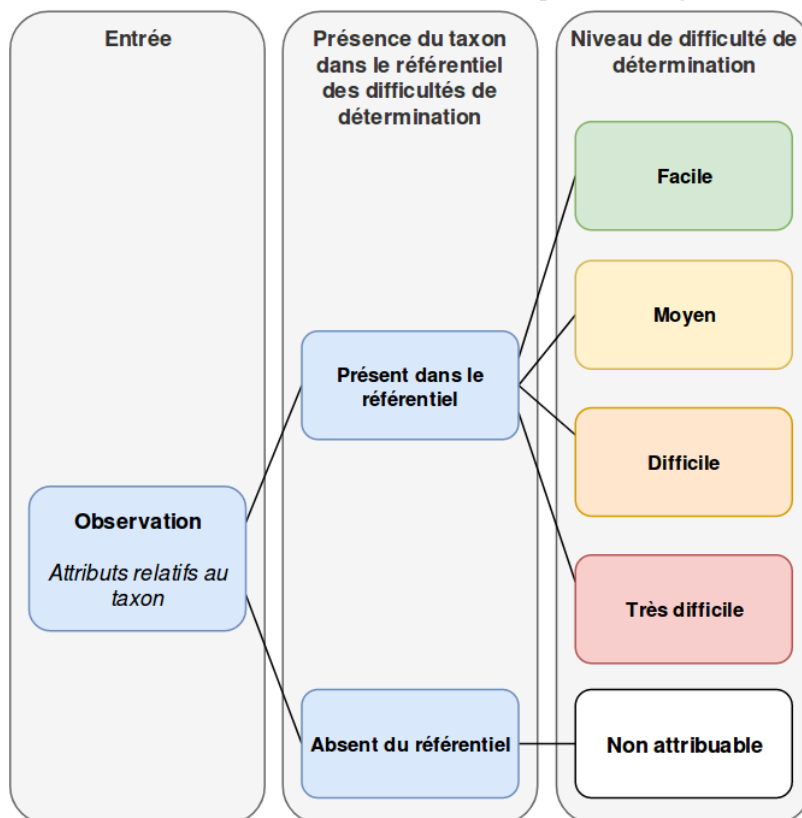 Entrée
Présence du taxon
dans le référentiel
des difficultés de
détermination
Niveau de difficulté de
détermination
Facile
Moyen
Présent dans le
référentiel
Difficile
Observation
Attributs relatifs au
taxon
Très difficile
Absent du référentiel
Non attribuable